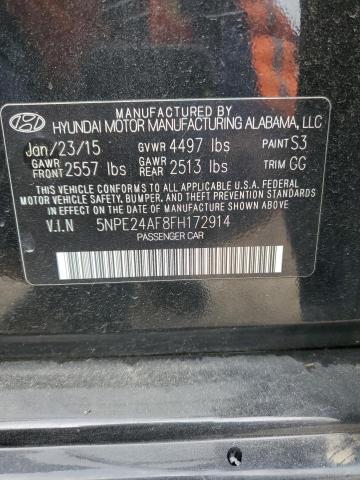 MANUFACTURED BY
HYUNDAI MOTOR MANUFACTURING ALABAMA, LLC
Jan/23/15 GVWR 4497 lbs PAINT S3
GAWR FRONT 2557 lbs GAWR REAR 2513 lbs TRIM GG
THIS VEHICLE CONFORMS TO ALL APPLICABLE U.S.A. FEDERAL
MOTOR VEHICLE SAFETY, BUMPER, AND THEFT PREVENTION
STANDARDS IN EFFECT ON THE DATE OF MANUFACTURE SHOWN
ABOVE.
V.I.N 5NPE24AF8FH172914
PASSENGER CAR